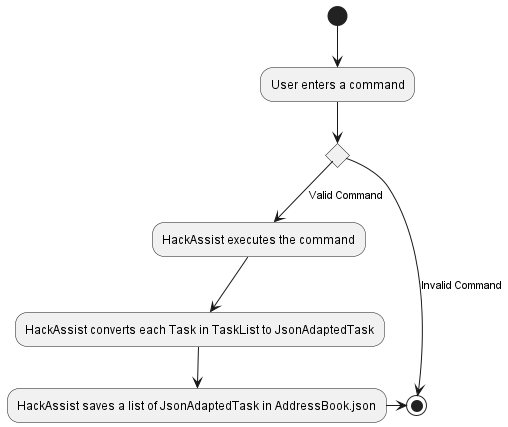 User enters a command
Valid Command
HackAssist executes the command
Invalid Command
HackAssist converts each Task in TaskList to JsonAdaptedTask
HackAssist saves a list of JsonAdaptedTask in AddressBook.json